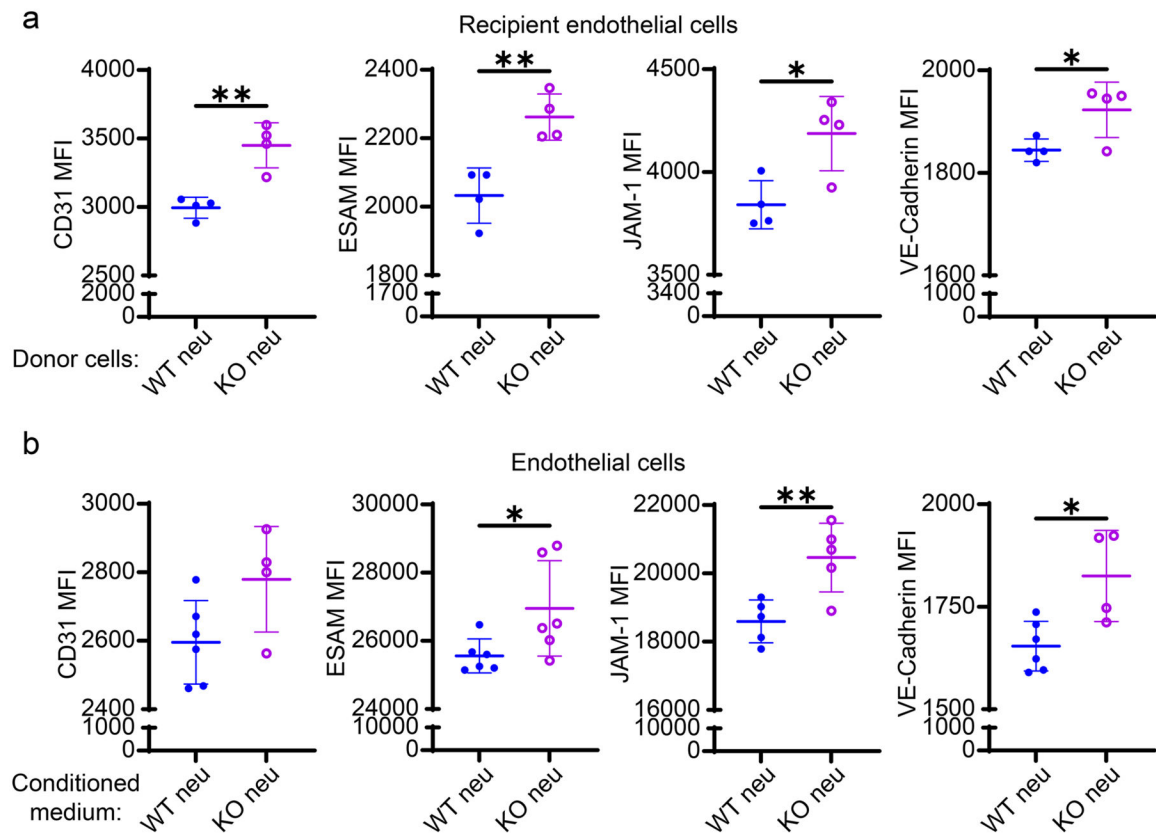 a
Recipient endothelial cells
CD31 MFI
4000
3500
3000
2500
2000
0
**
ESAM MFI
2400
2200
2000
1800
1700
0
**
JAM-1 MFI
4500
4000
3500
3400
0
*
VE-Cadherin MFI
2000
1800
1600
1000
0
*
Donor cells:
WT neu
KO neu
WT neu
KO neu
WT neu
KO neu
WT neu
KO neu
b
Endothelial cells
CD31 MFI
3000
2800
2600
2400
1000
0
ESAM MFI
30000
28000
26000
24000
1000
0
*
JAM-1 MFI
22000
20000
18000
16000
1000
0
**
VE-Cadherin MFI
2000
1750
1500
1000
0
*
Conditioned
medium:
WT neu
KO neu
WT neu
KO neu
WT neu
KO neu
WT neu
KO neu